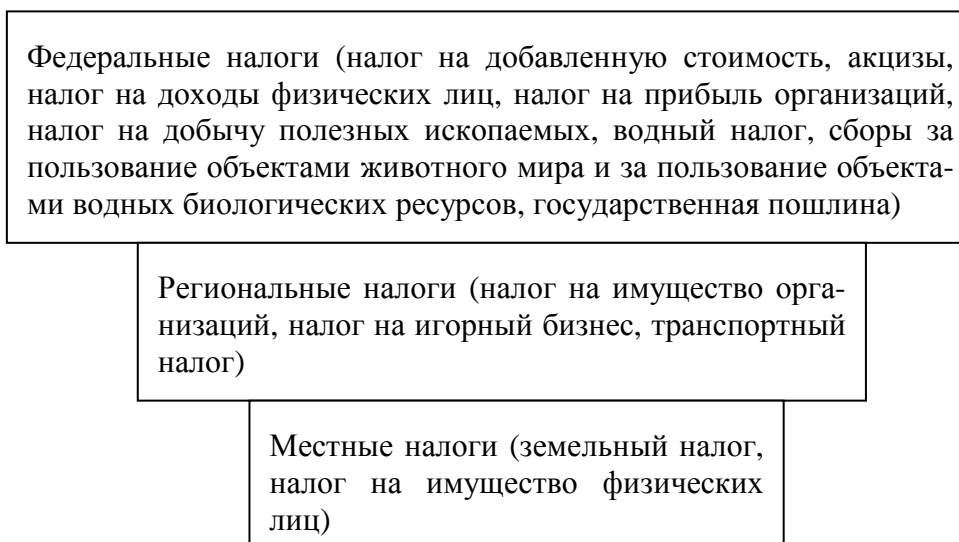 Федеральные налоги (налог на добавленную стоимость, акцизы,
налог на доходы физических лиц, налог на прибыль организаций,
налог на добычу полезных ископаемых, водный налог, сборы за
пользование объектами животного мира и за пользование объекта-
ми водных биологических ресурсов, государственная пошлина)
Региональные налоги (налог на имущество орга-
низаций, налог на игорный бизнес, транспортный
налог)
Местные налоги (земельный налог,
налог на имущество физических
лиц)